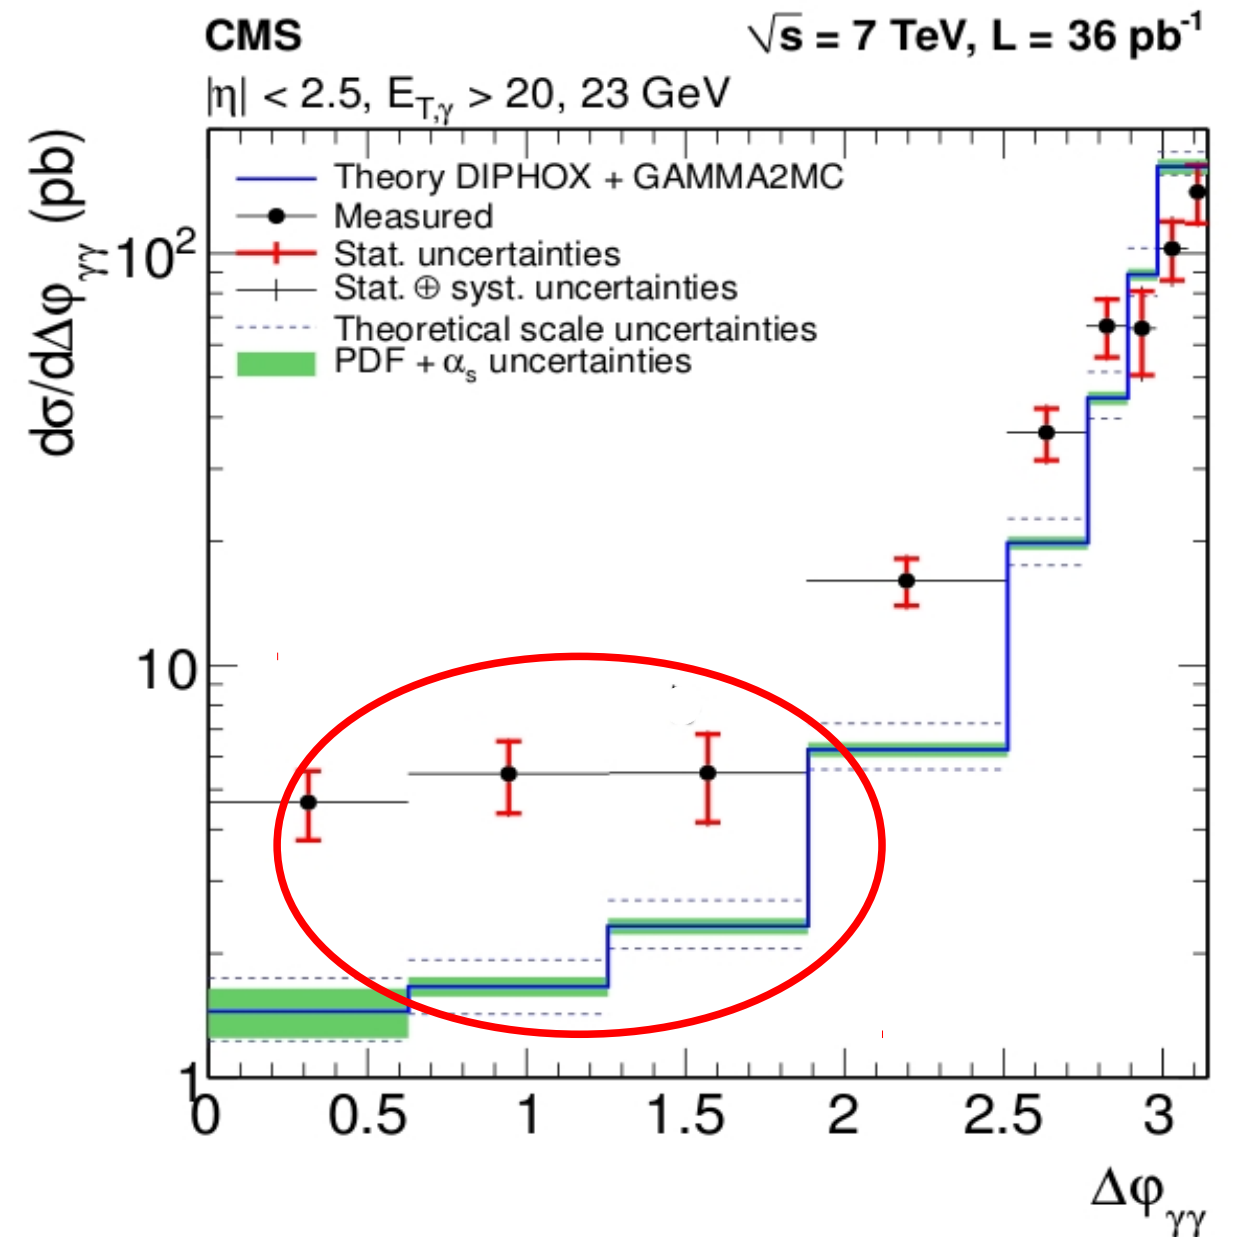 CMS √s = 7 TeV, L = 36 pb⁻¹
|η| < 2.5, E_T,γ > 20, 23 GeV
Theory DIPHOX + GAMMA2MC
Measured
Stat. uncertainties
Stat. ⊕ syst. uncertainties
Theoretical scale uncertainties
PDF + α_s uncertainties
dσ/dΔφ_γγ (pb)
10²
10
1
0 0.5 1 1.5 2 2.5 3
Δφ_γγ